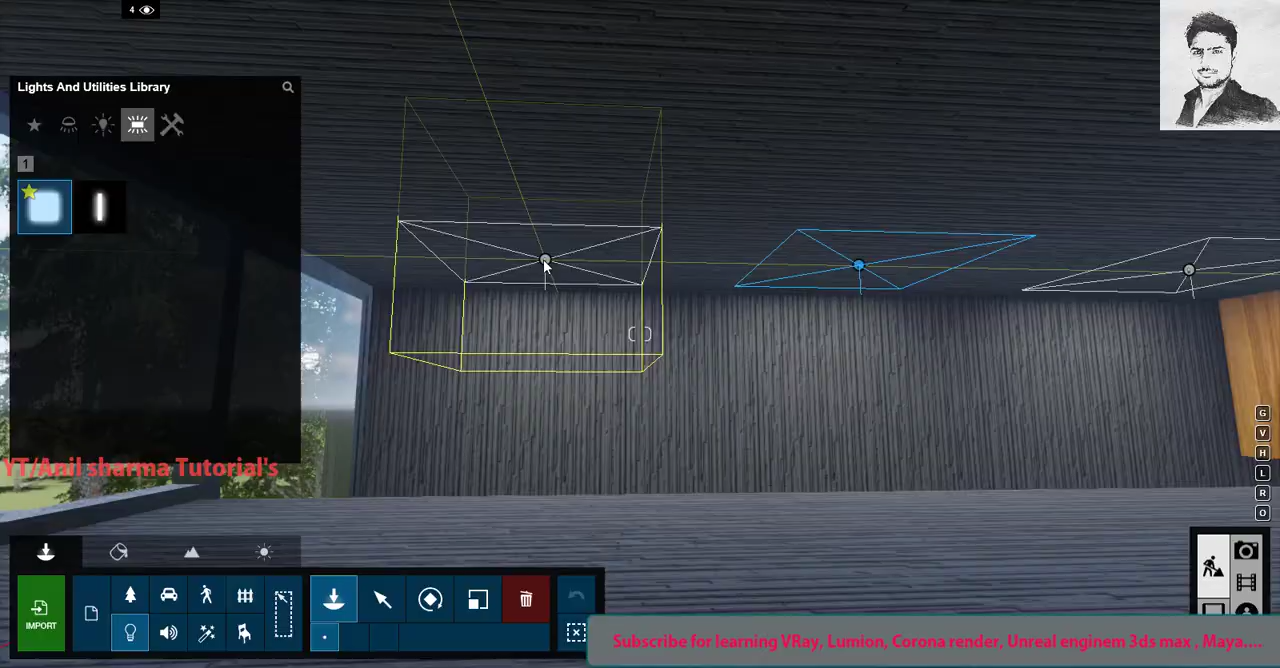 4
Lights And Utilities Library
1
YT/Anil sharma Tutorial's
G
V
H
L
R
O
IMPORT
Subscribe for learning VRay, Lumion, Corona render, Unreal enginem 3ds max , Maya....